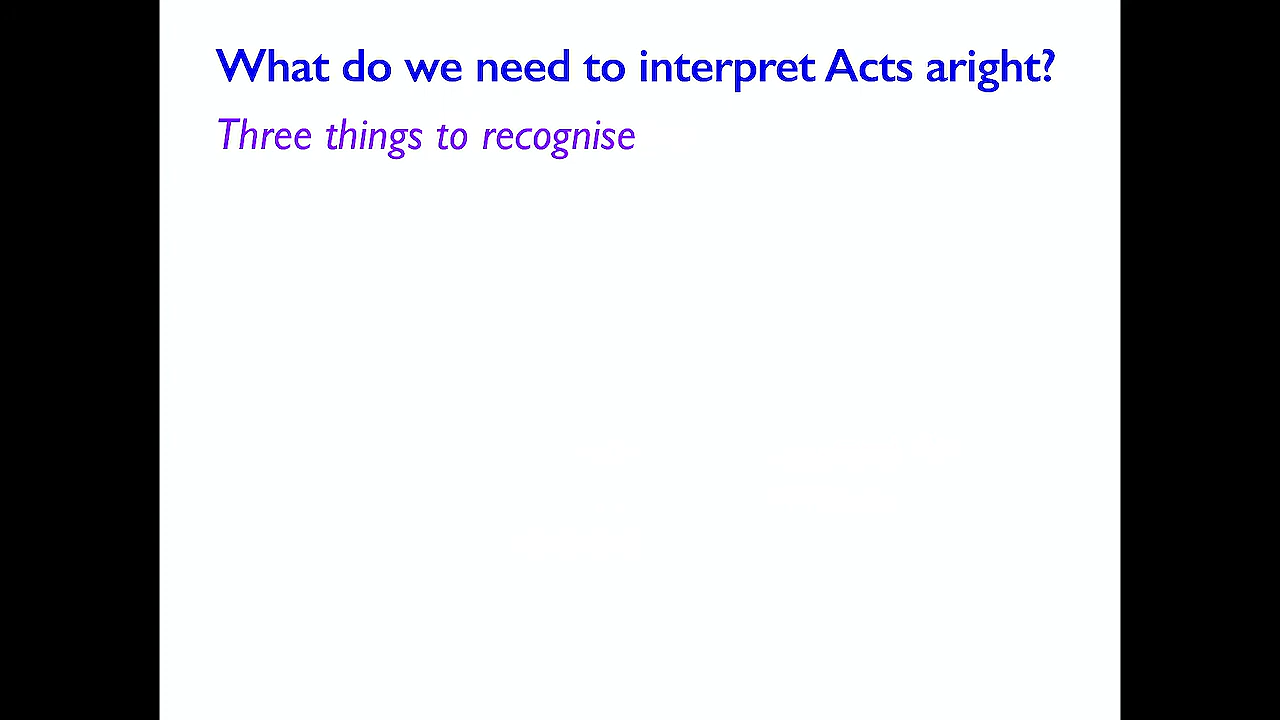 What do we need to interpret Acts aright?
Three things to recognise